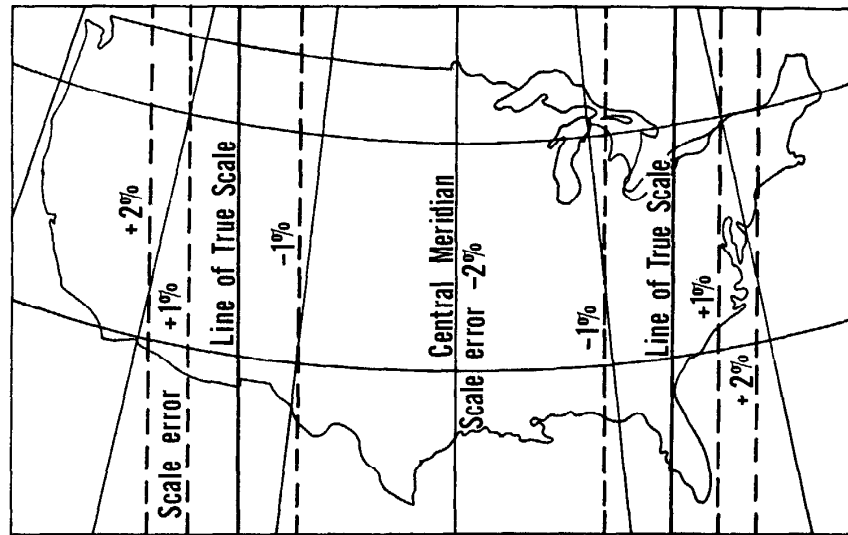 Scale error
+ 2%
+1%
Line of True Scale
-1%
Central Meridian
Scale error -2%
-1%
Line of True Scale
+1%
+ 2%